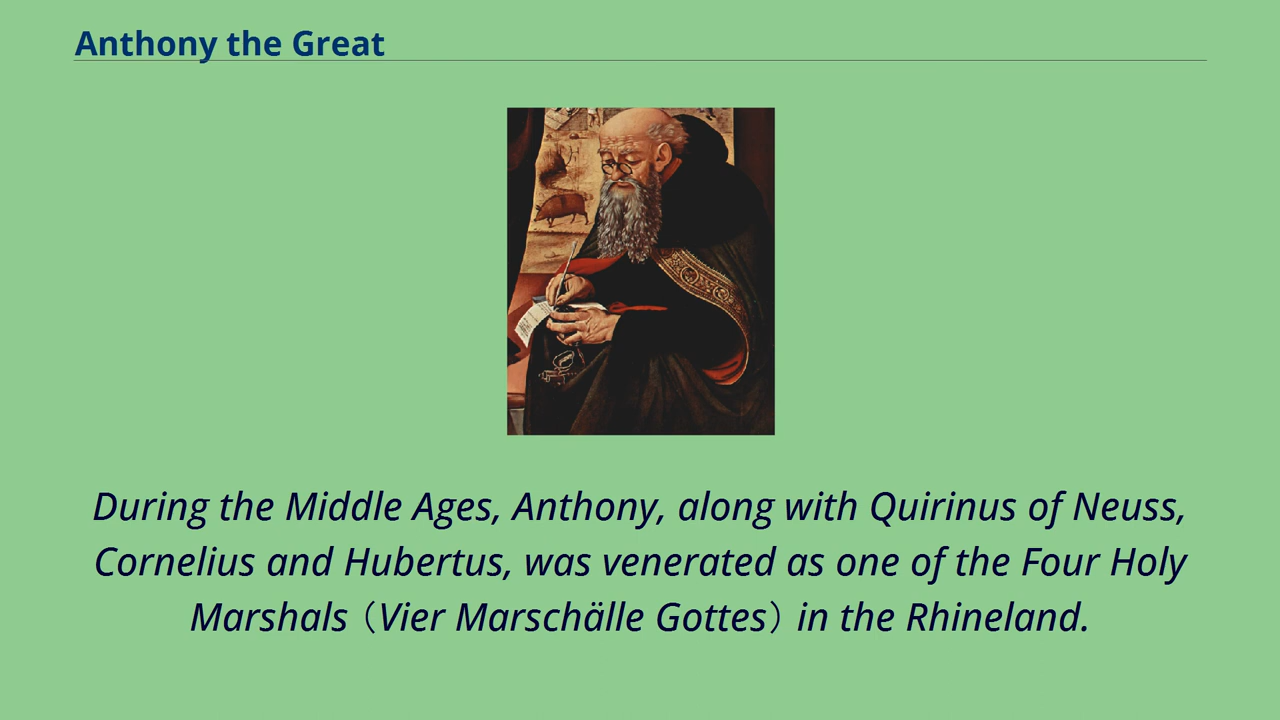 Anthony the Great
During the Middle Ages, Anthony, along with Quirinus of Neuss,
Cornelius and Hubertus, was venerated as one of the Four Holy
Marshals（Vier Marschälle Gottes）in the Rhineland.